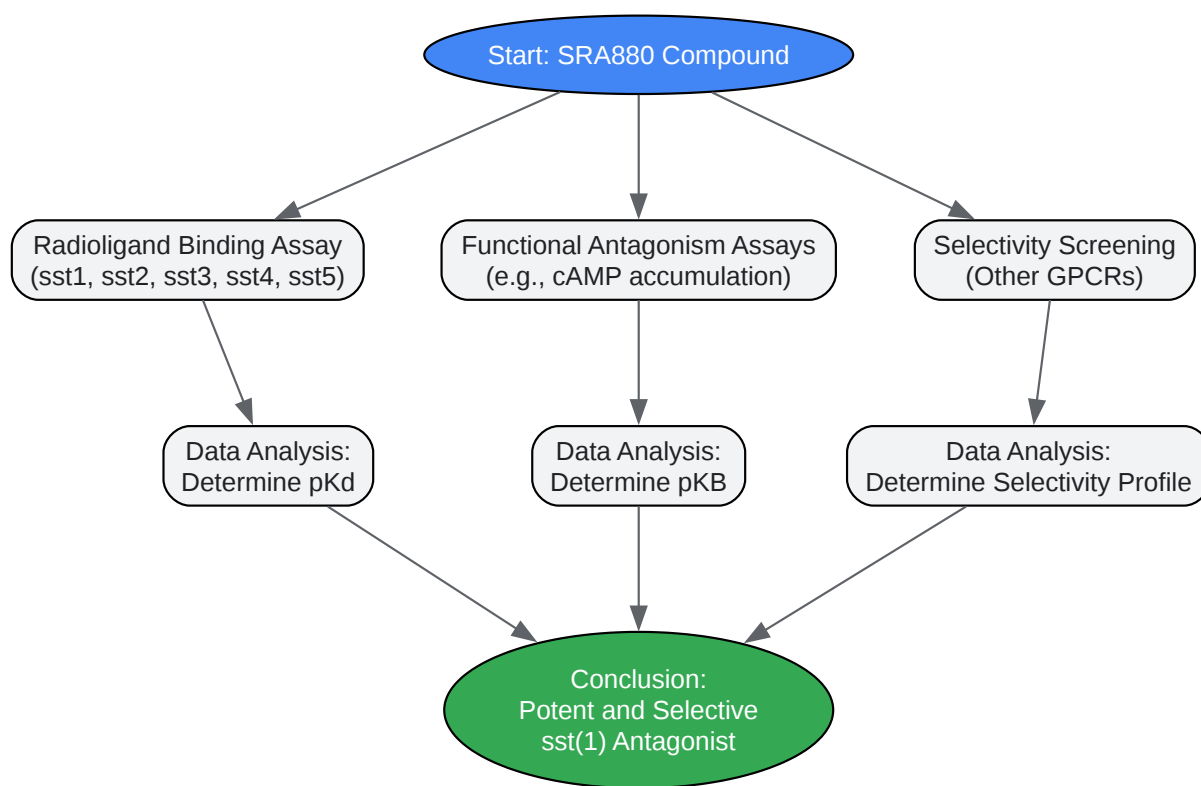 Start: SRA880 Compound
Radioligand Binding Assay
(sst1, sst2, sst3, sst4, sst5)
Functional Antagonism Assays
(e.g., cAMP accumulation)
Selectivity Screening
(Other GPCRs)
Data Analysis:
Determine pKd
Data Analysis:
Determine pKB
Data Analysis:
Determine Selectivity Profile
Conclusion:
Potent and Selective
sst(1) Antagonist